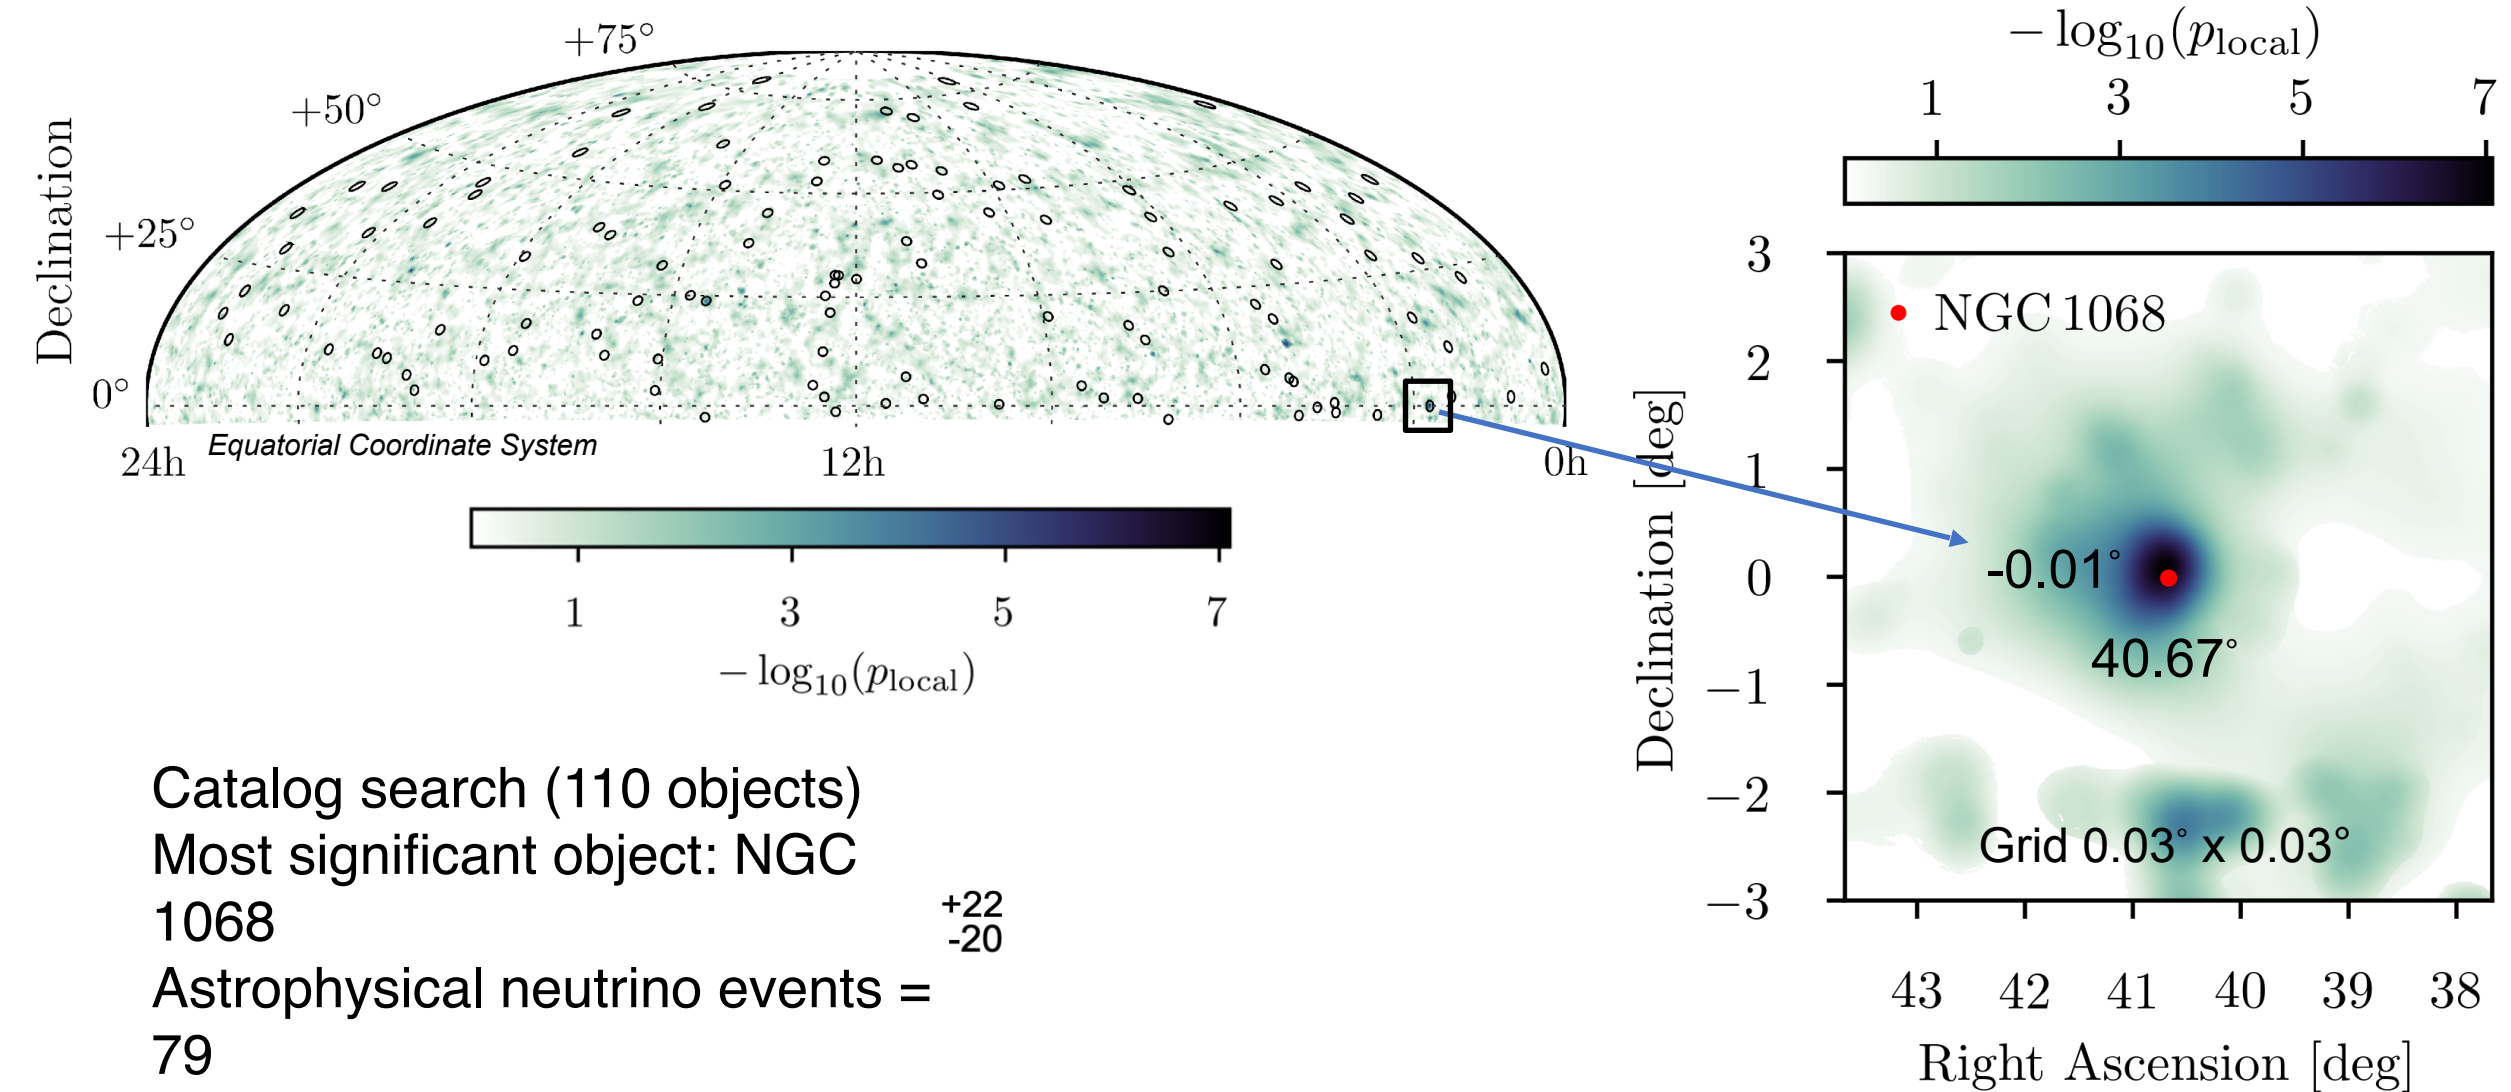 +75°
+50°
+25°
0°
Declination
24h
Equatorial Coordinate System
12h
0h
1 3 5 7
− log10(plocal)
Catalog search (110 objects)
Most significant object: NGC
1068
+22
-20
Astrophysical neutrino events =
79
− log10(plocal)
1 3 5 7
3
2
1
0
−1
−2
−3
Declination [deg]
NGC 1068
-0.01°
40.67°
Grid 0.03° x 0.03°
43 42 41 40 39 38
Right Ascension [deg]